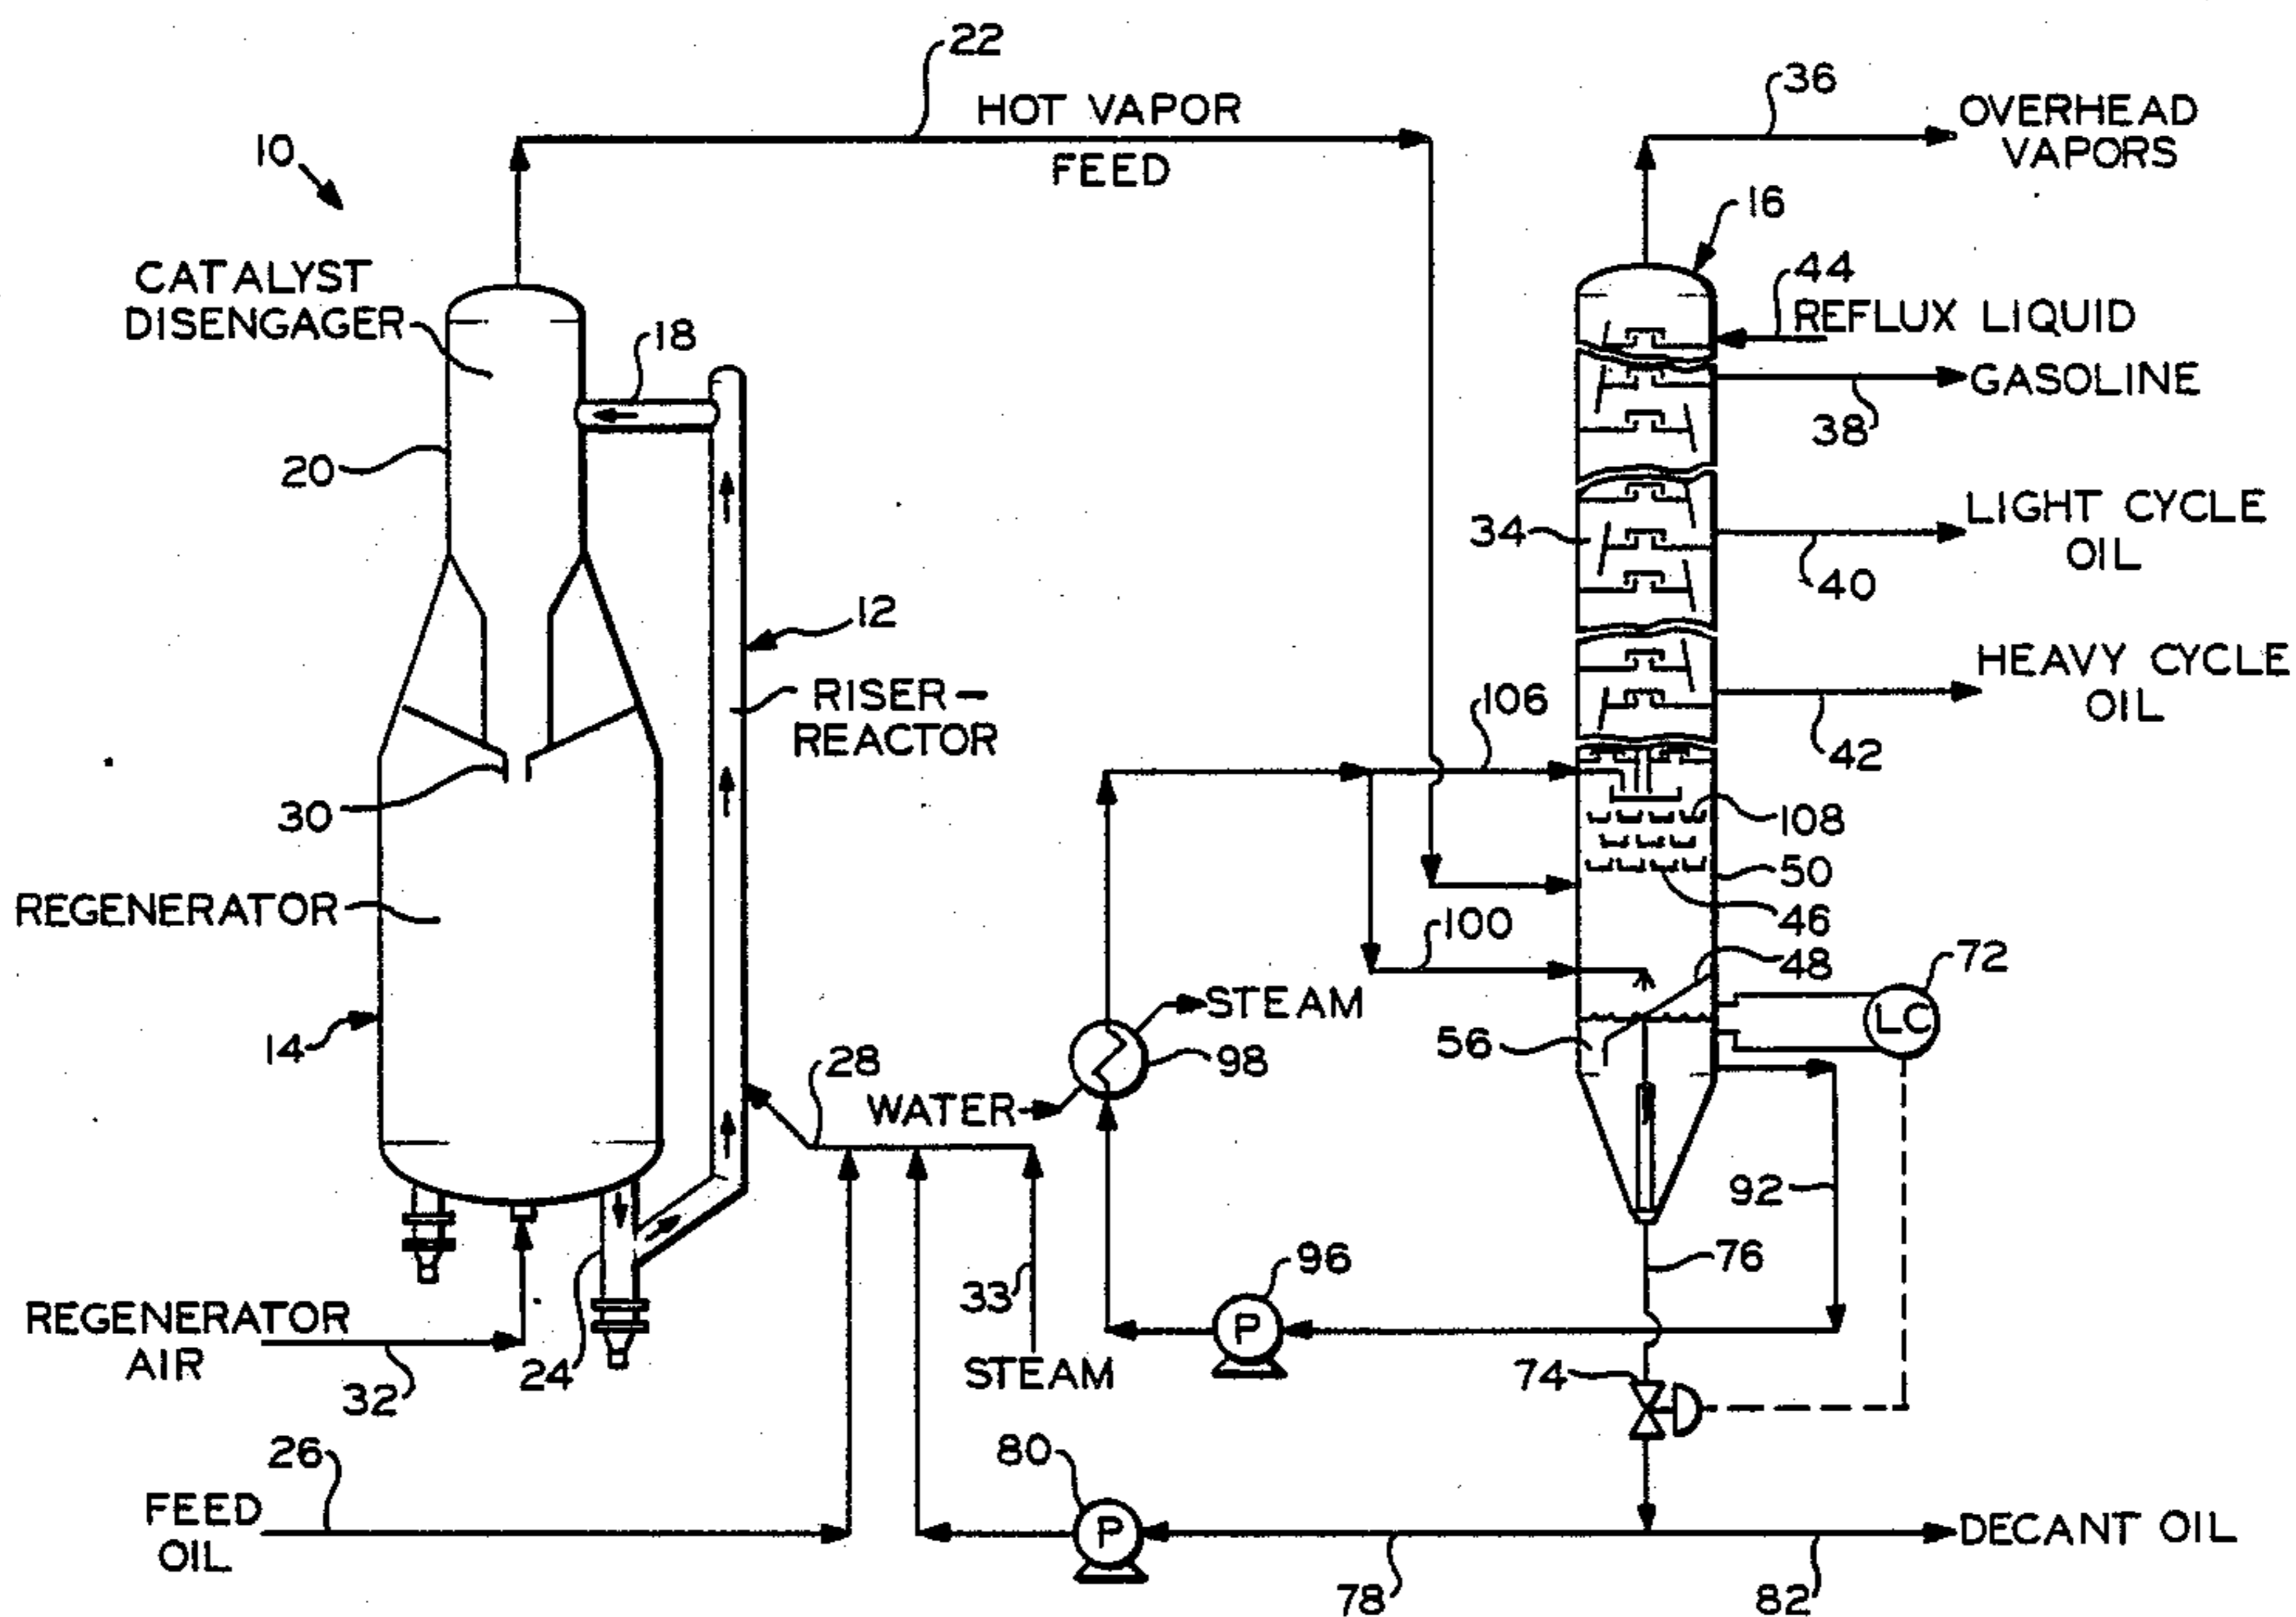 22
HOT VAPOR
FEED
36
OVERHEAD
VAPORS
10
16
CATALYST
DISENGAGER
44
REFLUX LIQUID
18
GASOLINE
38
20
34
LIGHT CYCLE
OIL
40
12
HEAVY CYCLE
OIL
RISER-
REACTOR
106
42
30
108
50
REGENERATOR
46
100
48
72
LC
STEAM
56
14
98
28
WATER
92
76
96
P
33
REGENERATOR
AIR
32
24
STEAM
74
26
80
FEED
OIL
P
DECANT OIL
78
82